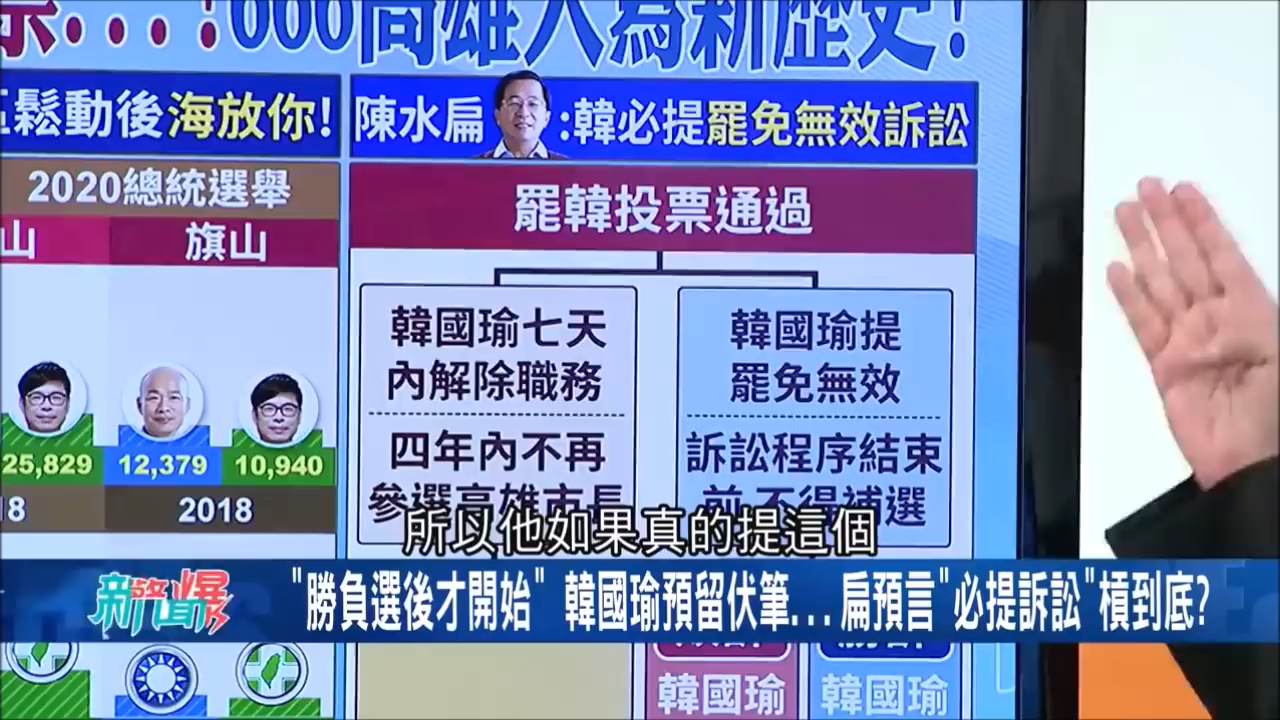 ...!666高雄人為新歷史!
鬆動後海放你!
陳水扁:韓必提罷免無效訴訟
2020總統選舉
山
旗山
罷韓投票通過
韓國瑜七天
內解除職務
四年內不再
參選高雄市長
韓國瑜提
罷免無效
訴訟程序結束
前 不得補選
25,829
12,379
10,940
18
2018
所以他如果真的提這個
新聞驚爆
"勝負選後才開始" 韓國瑜預留伏筆... 扁預言"必提訴訟"槓到底?
韓國瑜
韓國瑜